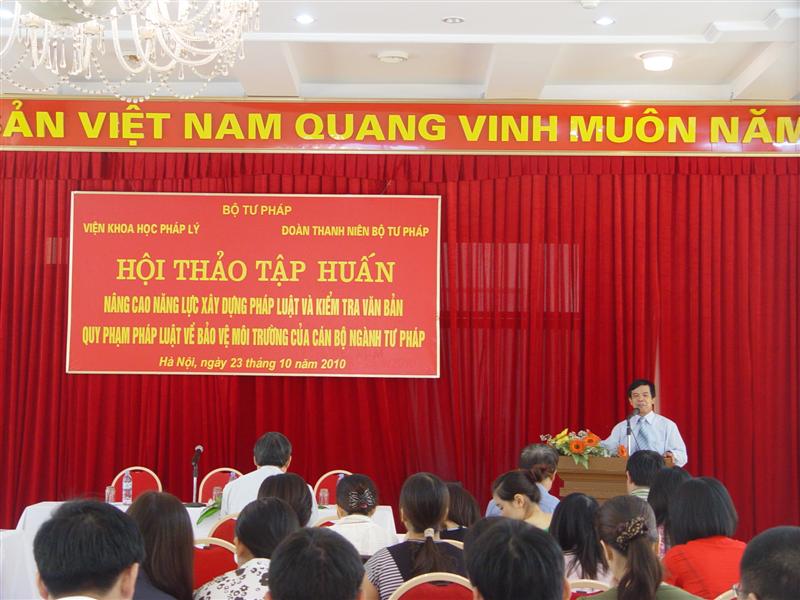 ẢN VIỆT NAM QUANG VINH MUÔN NĂM
BỘ TƯ PHÁP
VIỆN KHOA HỌC PHÁP LÝ ĐOÀN THANH NIÊN BỘ TƯ PHÁP
HỘI THẢO TẬP HUẤN
NÂNG CAO NĂNG LỰC XÂY DỰNG PHÁP LUẬT VÀ KIỂM TRA VĂN BẢN
QUY PHẠM PHÁP LUẬT VỀ BẢO VỆ MÔI TRƯỜNG CỦA CÁN BỘ NGÀNH TƯ PHÁP
Hà Nội, ngày 23 tháng 10 năm 2010